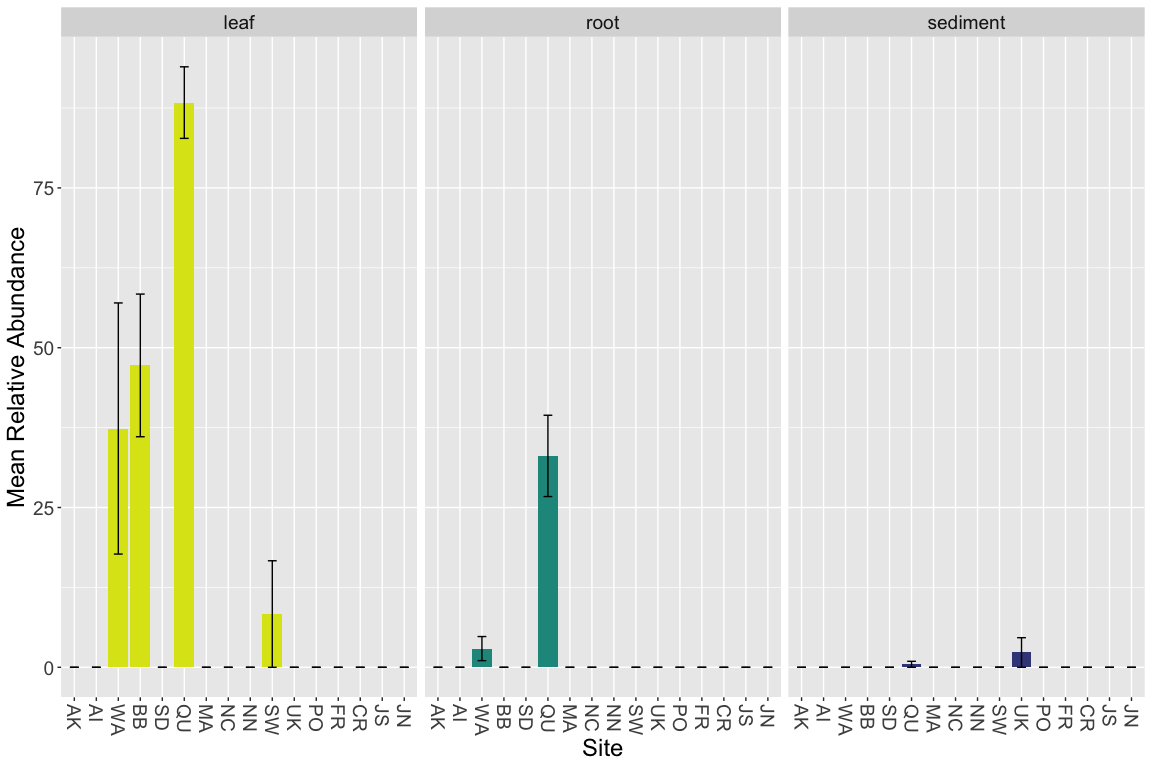 leaf root sediment
Mean Relative Abundance
75
50
25
0
AK AI WA BB SD QU MA NC NN SW UK PO FR CR JS JN AK AI WA BB SD QU MA NC NN SW UK PO FR CR JS JN AK AI WA BB SD QU MA NC NN SW UK PO FR CR JS JN
Site